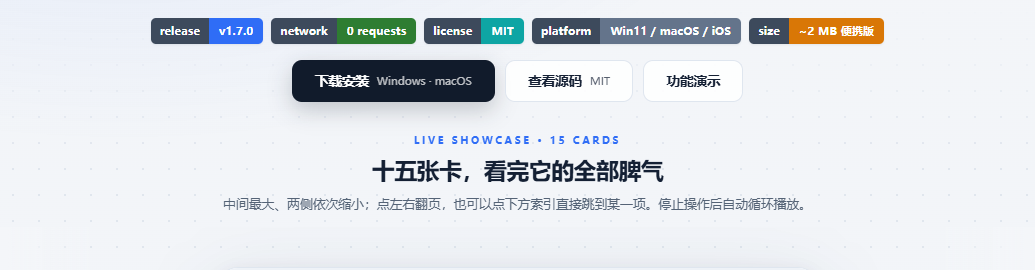 release v1.7.0 network 0 requests license MIT platform Win11 / macOS / iOS size ~2 MB 便携版
下载安装 Windows · macOS 查看源码 MIT 功能演示
LIVE SHOWCASE • 15 CARDS
十五张卡，看完它的全部脾气
中间最大、两侧依次缩小；点左右翻页，也可以点下方索引直接跳到某一项。停止操作后自动循环播放。